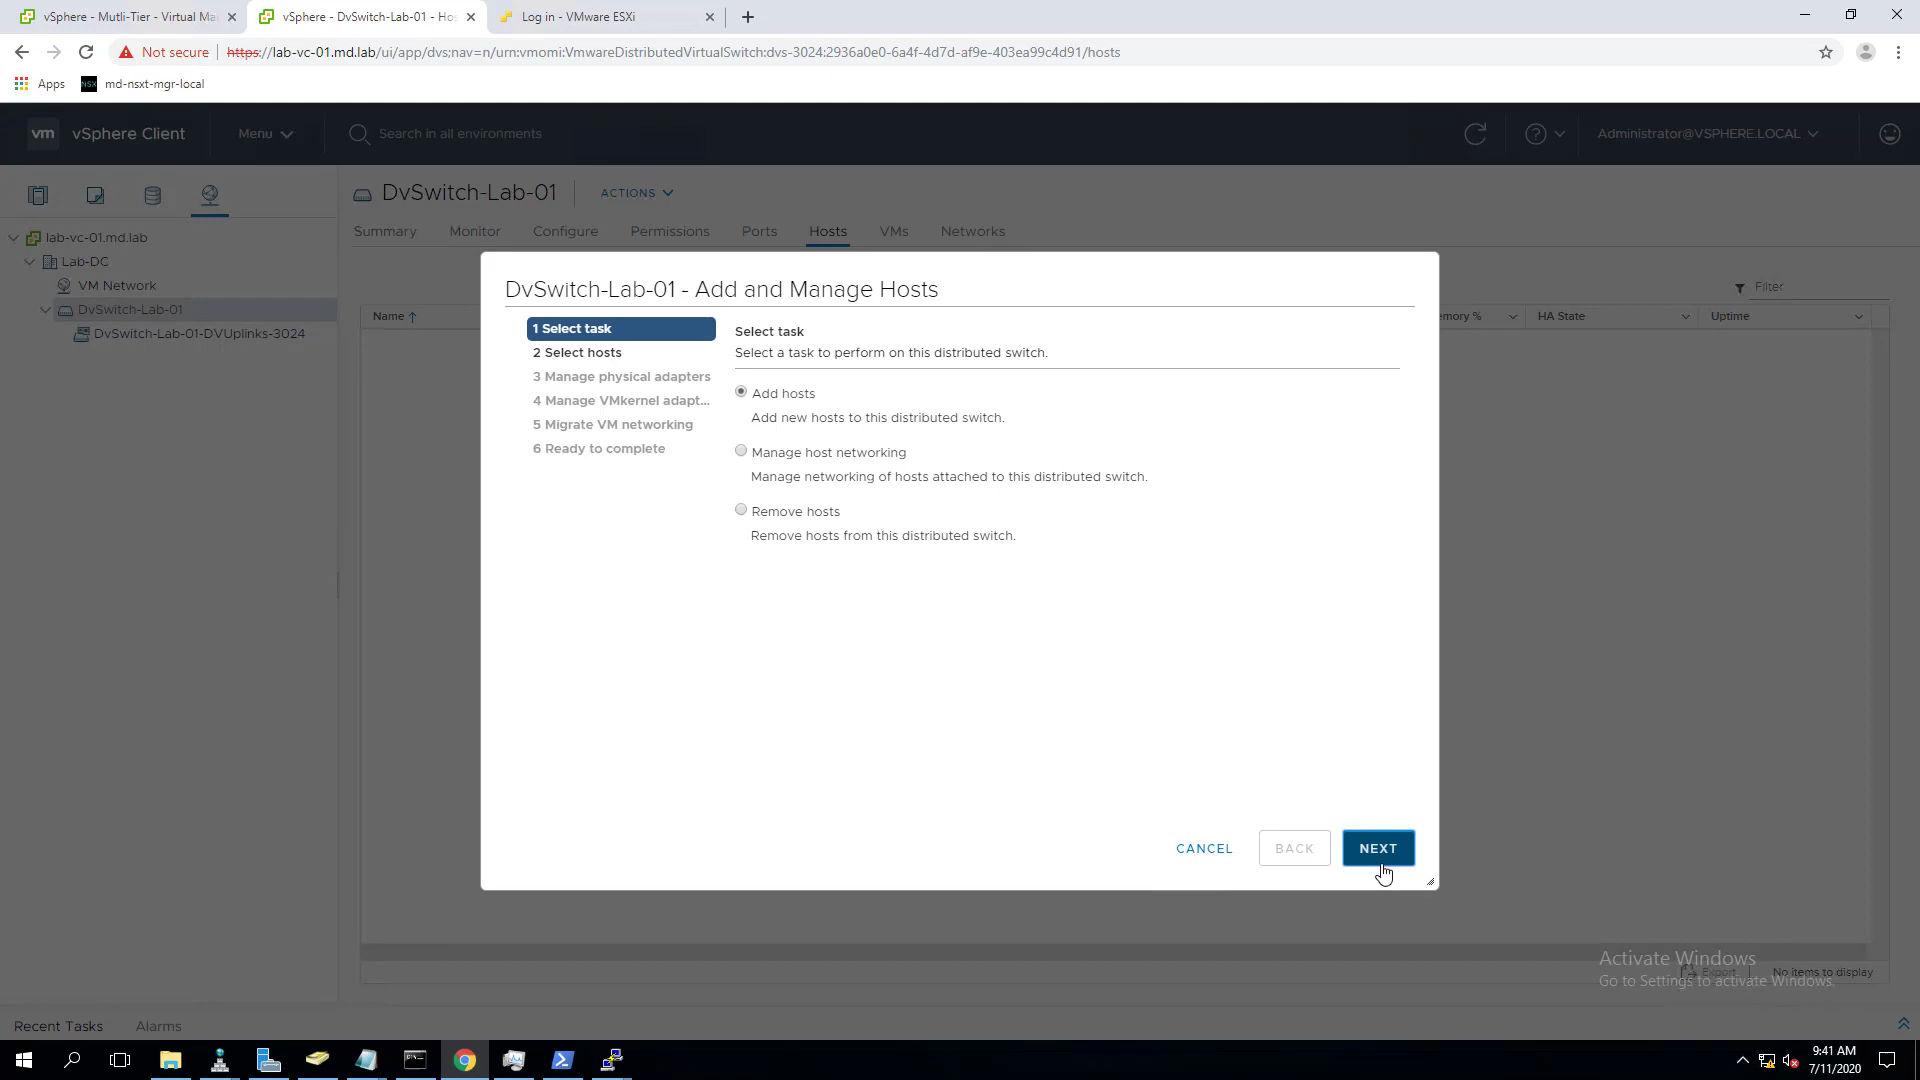 vSphere - Mutli-Tier - Virtual Ma
vSphere - DvSwitch-Lab-01 - Hos
Log in - VMware ESXi
Not secure
https://lab-vc-01.md.lab/ui/app/dvs;nav=n/urn:vmomi:VmwareDistributedVirtualSwitch:dvs-3024:2936a0e0-6a4f-4d7d-af9e-403ea99c4d91/hosts
Apps
NSX
md-nsxt-mgr-local
vm
vSphere Client
Menu
Search in all environments
Administrator@VSPHERE.LOCAL
DvSwitch-Lab-01
ACTIONS
Summary
Monitor
Configure
Permissions
Ports
Hosts
VMs
Networks
lab-vc-01.md.lab
Lab-DC
VM Network
DvSwitch-Lab-01
DvSwitch-Lab-01-DVUplinks-3024
Filter
Name
emory %
HA State
Uptime
DvSwitch-Lab-01 - Add and Manage Hosts
1 Select task
2 Select hosts
3 Manage physical adapters
4 Manage VMkernel adapt...
5 Migrate VM networking
6 Ready to complete
Select task
Select a task to perform on this distributed switch.
Add hosts
Add new hosts to this distributed switch.
Manage host networking
Manage networking of hosts attached to this distributed switch.
Remove hosts
Remove hosts from this distributed switch.
CANCEL
BACK
NEXT
Activate Windows
Go to Settings to activate Windows.
Export
No items to display
Recent Tasks
Alarms
9:41 AM
7/11/2020